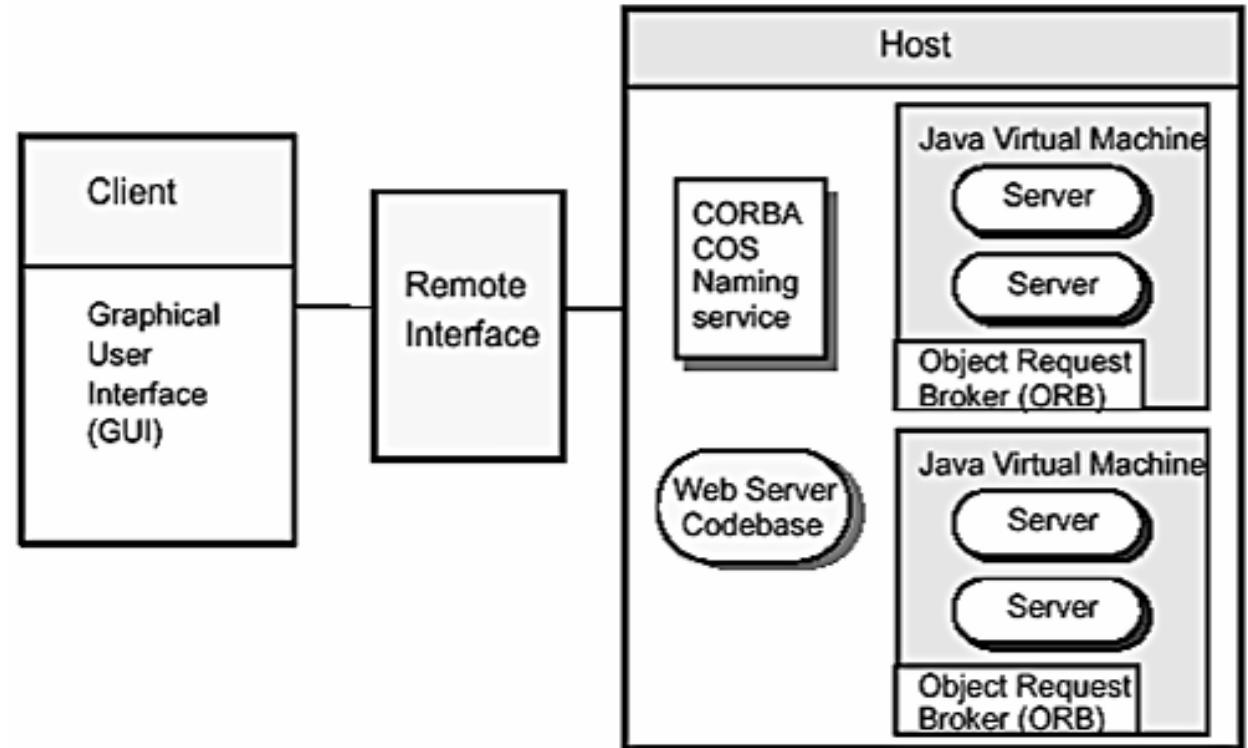 Client
Graphical
User
Interface
(GUI)
Remote
Interface
Host
CORBA
COS
Naming
service
Web Server
Codebase
Java Virtual Machine
Server
Server
Object Request
Broker (ORB)
Java Virtual Machine
Server
Server
Object Request
Broker (ORB)